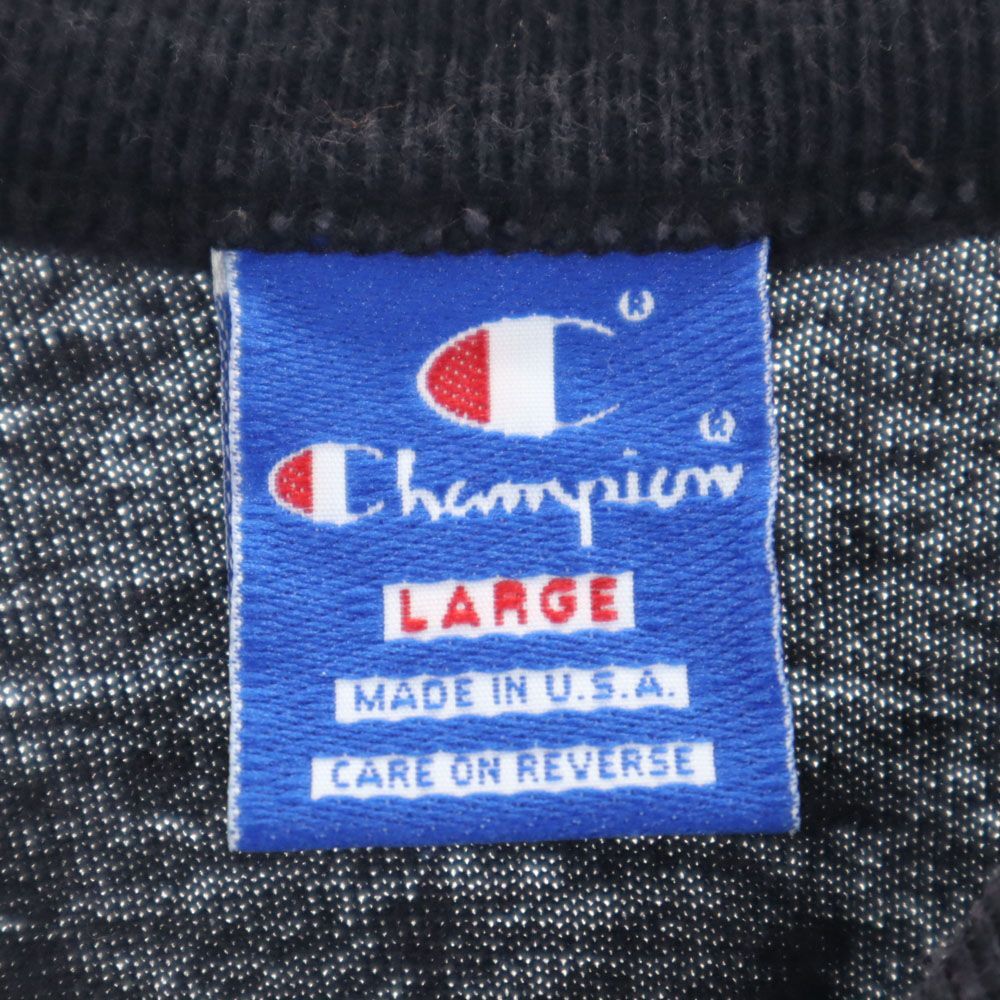 ®
®
Champion
LARGE
MADE IN U.S.A.
CARE ON REVERSE